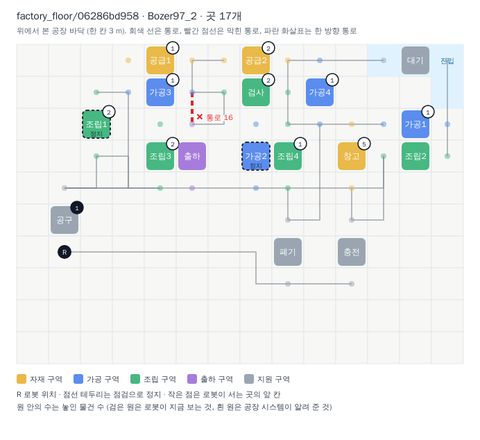 factory_floor/06286bd958 · Bozer97_2 · 곳 17개
위에서 본 공장 바닥 (한 칸 3 m). 회색 선은 통로, 빨간 점선은 막힌 통로, 파란 화살표는 한 방향 통로
공급1 1
공급2 2
대기
진입
가공3 1
검사 2
가공4 1
✕ 통로 16
조립1 2
정지
가공1 1
조립3 2
출하
가공2
정지
조립4 1
창고 5
조립2
공구 1
R
폐기
충전
자재 구역
가공 구역
조립 구역
출하 구역
지원 구역
R 로봇 위치 · 점선 테두리는 점검으로 정지 · 작은 점은 로봇이 서는 곳의 앞 칸
원 안의 수는 놓인 물건 수 (검은 원은 로봇이 지금 보는 것, 흰 원은 공장 시스템이 알려 준 것)